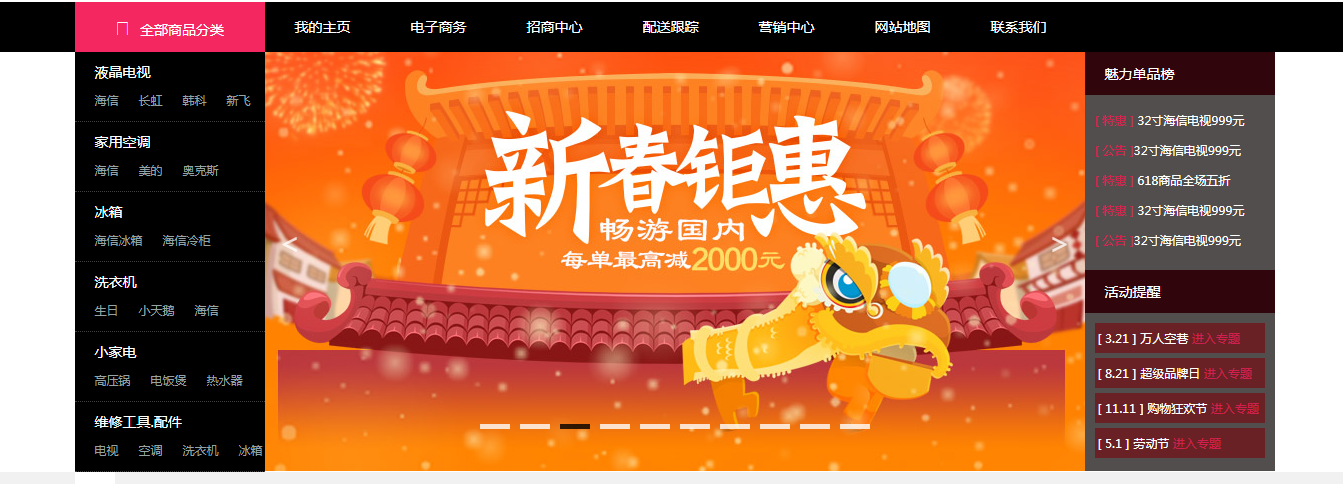 全部商品分类 我的主页 电子商务 招商中心 配送跟踪 营销中心 网站地图 联系我们
液晶电视
海信 长虹 韩科 新飞
家用空调
海信 美的 奥克斯
冰箱
海信冰箱 海信冷柜
洗衣机
生日 小天鹅 海信
小家电
高压锅 电饭煲 热水器
维修工具.配件
电视 空调 洗衣机 冰箱
新春钜惠
畅游国内
每单最高减2000元
魅力单品榜
[ 特惠 ] 32寸海信电视999元
[ 公告 ]32寸海信电视999元
[ 特惠 ] 618商品全场五折
[ 特惠 ] 32寸海信电视999元
[ 公告 ]32寸海信电视999元
活动提醒
[ 3.21 ] 万人空巷 进入专题
[ 8.21 ] 超级品牌日 进入专题
[ 11.11 ] 购物狂欢节 进入专题
[ 5.1 ] 劳动节 进入专题